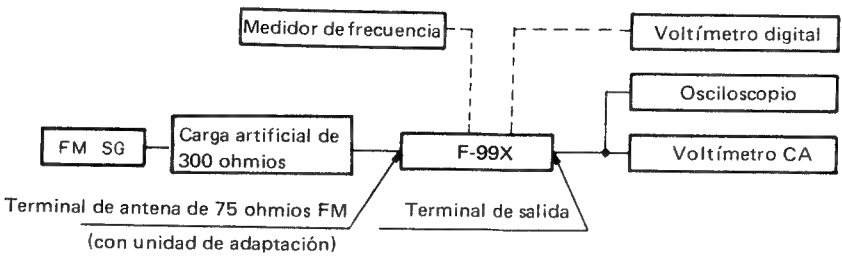 Medidor de frecuencia
Voltímetro digital
Osciloscopio
FM SG
Carga artificial de
300 ohmios
F-99X
Voltímetro CA
Terminal de antena de 75 ohmios FM
(con unidad de adaptación)
Terminal de salida